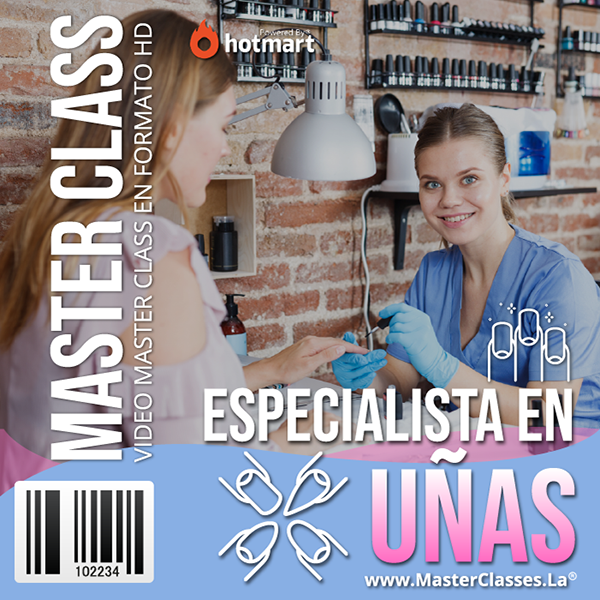 MASTER CLASS
VIDEO MASTER CLASS EN FORMATO HD
Powered By:
hotmart
ESPECIALISTA EN
UÑAS
102234
www.MasterClasses.La®